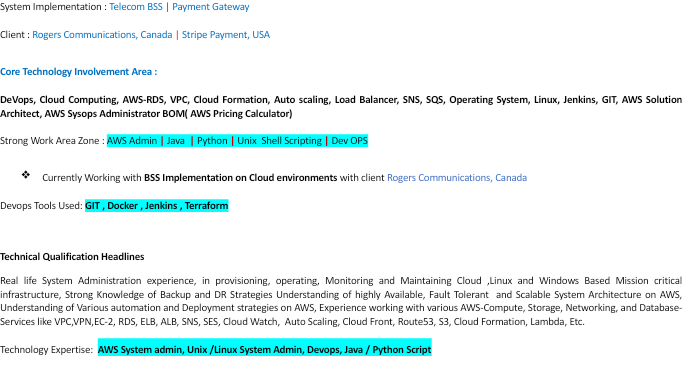 System Implementation : Telecom BSS | Payment Gateway
Client : Rogers Communications, Canada | Stripe Payment, USA
Core Technology Involvement Area :
DeVops, Cloud Computing, AWS-RDS, VPC, Cloud Formation, Auto scaling, Load Balancer, SNS, SQS, Operating System, Linux, Jenkins, GIT, AWS Solution
Architect, AWS Sysops Administrator BOM( AWS Pricing Calculator)
Strong Work Area Zone : AWS Admin | Java | Python | Unix Shell Scripting | Dev OPS
❖ Currently Working with BSS Implementation on Cloud environments with client Rogers Communications, Canada
Devops Tools Used: GIT , Docker , Jenkins , Terraform
Technical Qualification Headlines
Real life System Administration experience, in provisioning, operating, Monitoring and Maintaining Cloud ,Linux and Windows Based Mission critical
infrastructure, Strong Knowledge of Backup and DR Strategies Understanding of highly Available, Fault Tolerant and Scalable System Architecture on AWS,
Understanding of Various automation and Deployment strategies on AWS, Experience working with various AWS-Compute, Storage, Networking, and Database-
Services like VPC,VPN,EC-2, RDS, ELB, ALB, SNS, SES, Cloud Watch, Auto Scaling, Cloud Front, Route53, S3, Cloud Formation, Lambda, Etc.
Technology Expertise: AWS System admin, Unix /Linux System Admin, Devops, Java / Python Script